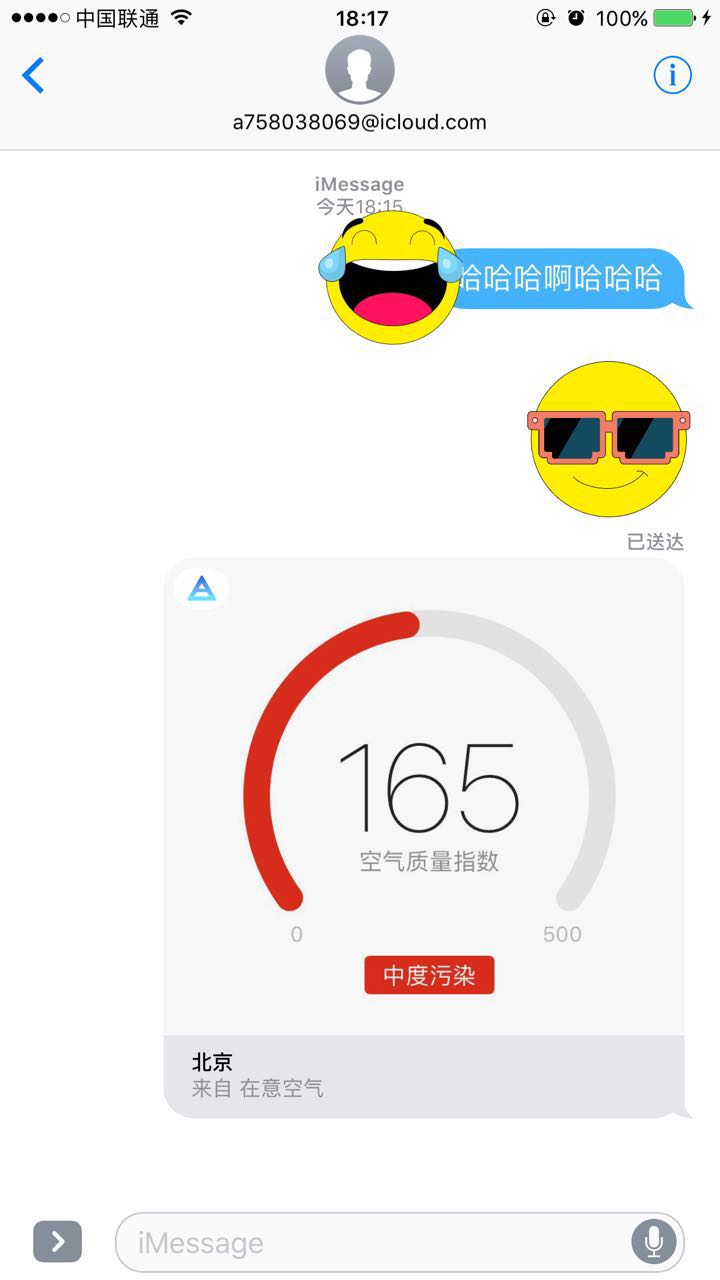 中国联通
18:17
100%
a758038069@icloud.com
iMessage
今天18:15
哈哈哈啊哈哈哈
已送达
165
空气质量指数
0
500
中度污染
北京
来自 在意空气
iMessage